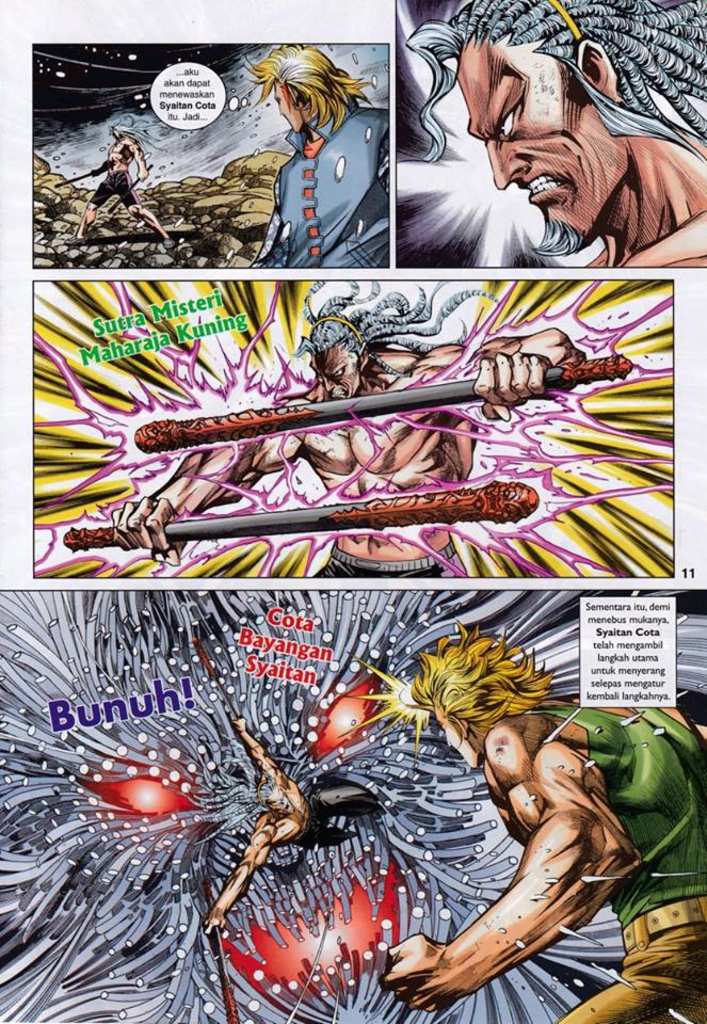 ...aku
akan dapat
menewaskan
Syaitan Cota
itu. Jadi...
Sutra Misteri
Maharaja Kuning
11
Sementara itu, demi
menebus mukanya,
Syaitan Cota
telah mengambil
langkah utama
untuk menyerang
selepas mengatur
kembali langkahnya.
Cota
Bayangan
Syaitan
Bunuh!